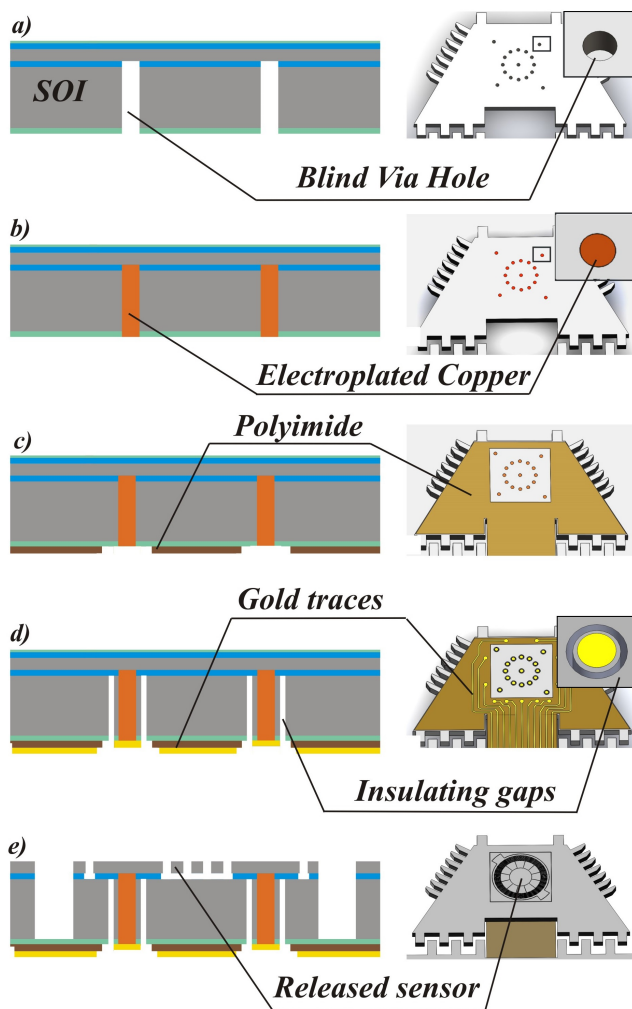 a)
SOI
Blind Via Hole
b)
Electroplated Copper
c)
Polyimide
d)
Gold traces
Insulating gaps
e)
Released sensor